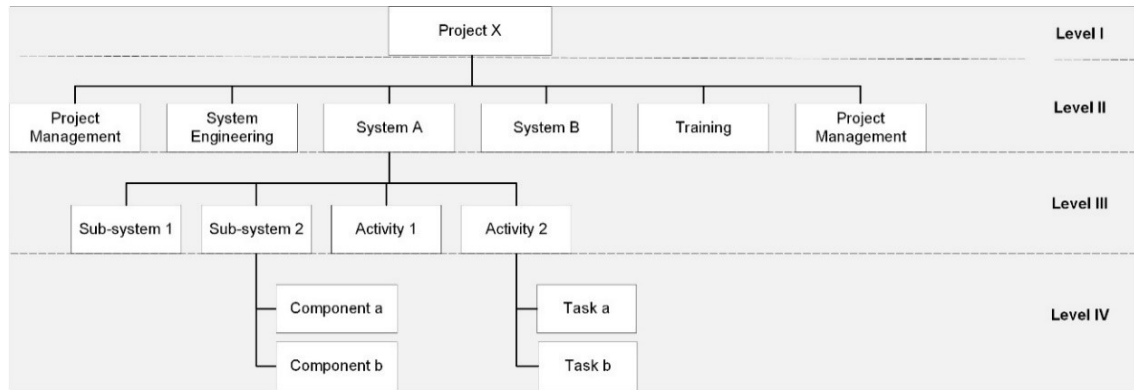 Project X
Level I
Project
Management
System
Engineering
System A
System B
Training
Project
Management
Level II
Sub-system 1
Sub-system 2
Activity 1
Activity 2
Level III
Component a
Task a
Level IV
Component b
Task b